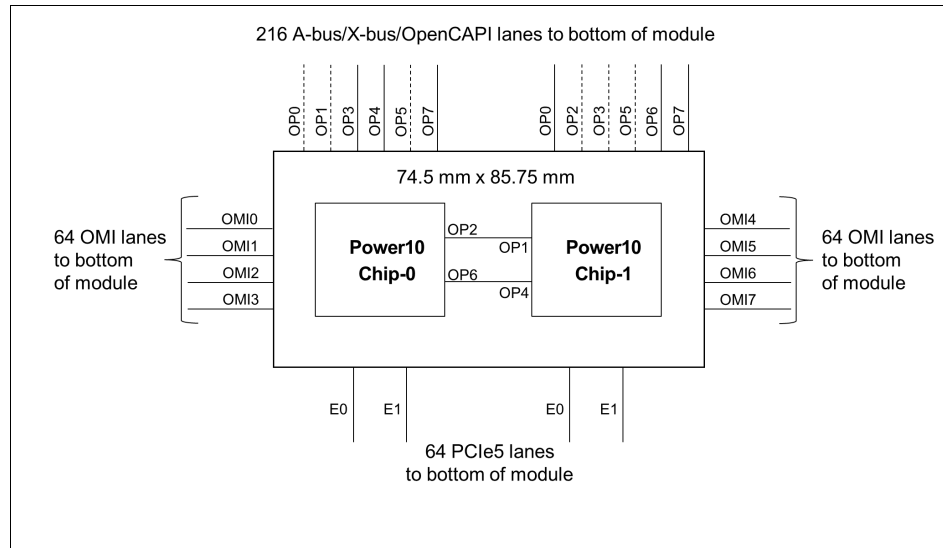 216 A-bus/X-bus/OpenCAPI lanes to bottom of module
OP0
OP1
OP3
OP4
OP5
OP7
OP0
OP2
OP3
OP5
OP6
OP7
74.5 mm x 85.75 mm
64 OMI lanes
to bottom
of module
OMI0
OMI1
OMI2
OMI3
Power10
Chip-0
OP2
OP6
OP1
OP4
Power10
Chip-1
OMI4
OMI5
OMI6
OMI7
64 OMI lanes
to bottom
of module
E0
E1
E0
E1
64 PCIe5 lanes
to bottom of module